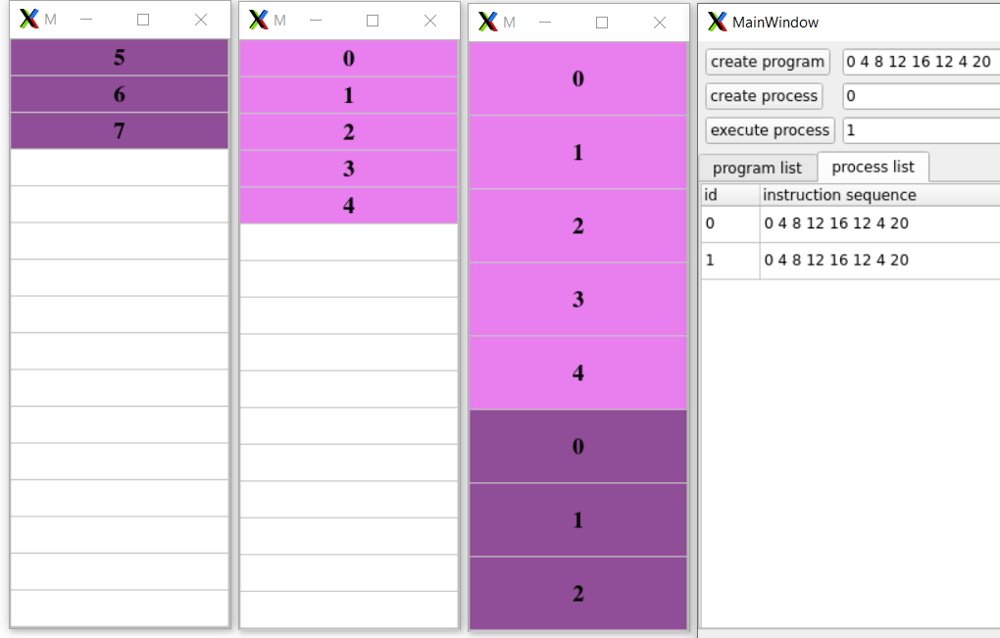 M
5
6
7
M
0
1
2
3
4
M
0
1
2
3
4
0
1
2
MainWindow
create program 0 4 8 12 16 12 4 20
create process 0
execute process 1
program list process list
id instruction sequence
0 0 4 8 12 16 12 4 20
1 0 4 8 12 16 12 4 20